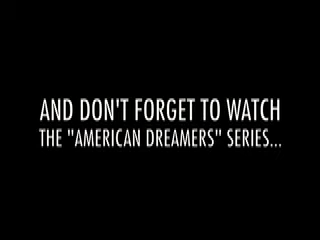 AND DON'T FORGET TO WATCH
THE "AMERICAN DREAMERS" SERIES...